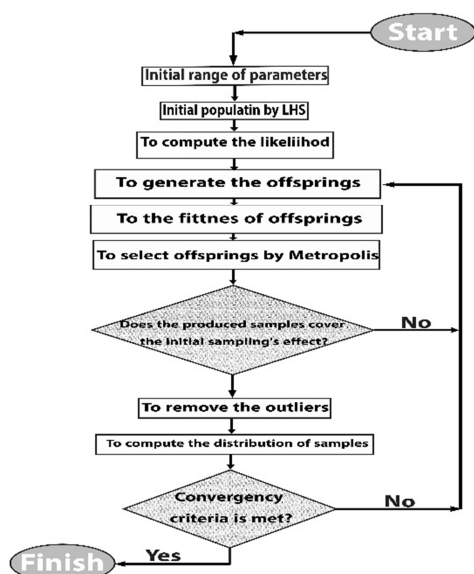 Start
Initial range of parameters
Initial populatin by LHS
To compute the likeliihod
To generate the offsprings
To the fittnes of offsprings
To select offsprings by Metropolis
Does the produced samples cover
the initial sampling's effect?
No
To remove the outliers
To compute the distribution of samples
Convergency
criteria is met?
No
Yes
Finish